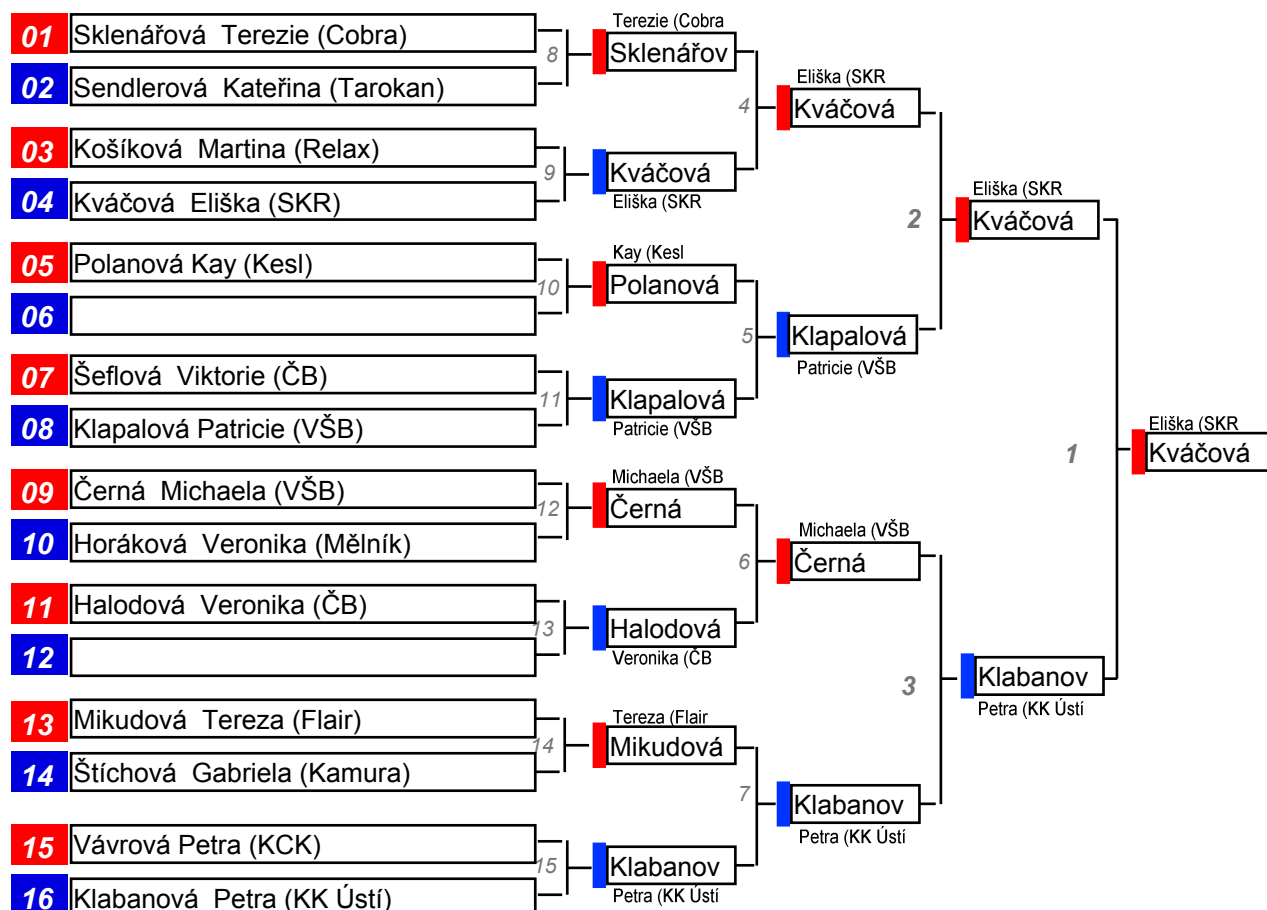 01 Sklenářová  Terezie (Cobra)
02 Sendlerová  Kateřina (Tarokan)
03 Košíková  Martina (Relax)
04 Kváčová  Eliška (SKR)
05 Polanová Kay (Kesl)
06
07 Šeflová  Viktorie (ČB)
08 Klapalová Patricie (VŠB)
09 Černá  Michaela (VŠB)
10 Horáková  Veronika (Mělník)
11 Halodová  Veronika (ČB)
12
13 Mikudová  Tereza (Flair)
14 Štíchová  Gabriela (Kamura)
15 Vávrová Petra (KCK)
16 Klabanová  Petra (KK Ústí)
8
9
10
11
12
13
14
15
Terezie (Cobra
Sklenářov
Kváčová
Eliška (SKR
Kay (Kesl
Polanová
Klapalová
Patricie (VŠB
Michaela (VŠB
Černá
Halodová
Veronika (ČB
Tereza (Flair
Mikudová
Klabanov
Petra (KK Ústí
4
5
6
7
Eliška (SKR
Kváčová
Klapalová
Patricie (VŠB
Michaela (VŠB
Černá
Klabanov
Petra (KK Ústí
2
3
Eliška (SKR
Kváčová
Klabanov
Petra (KK Ústí
1
Eliška (SKR
Kváčová